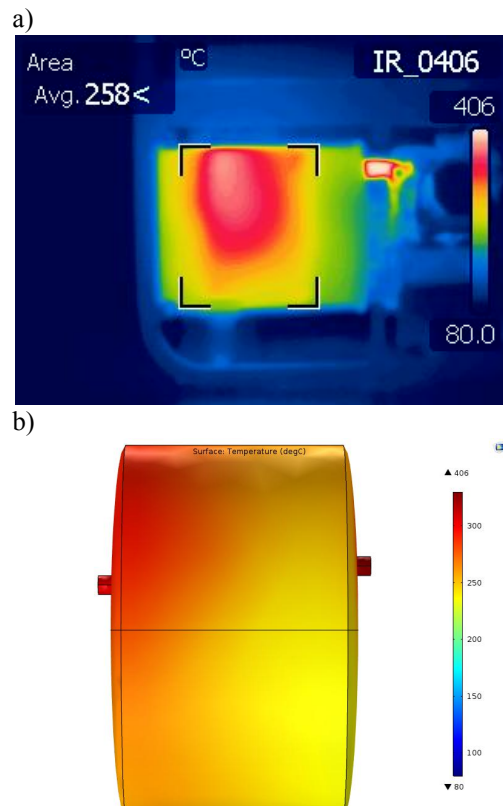 a)
Area °C IR_0406
Avg. 258<
406
80.0
b)
Surface: Temperature (degC)
▲ 406
300
250
200
150
100
▼ 80